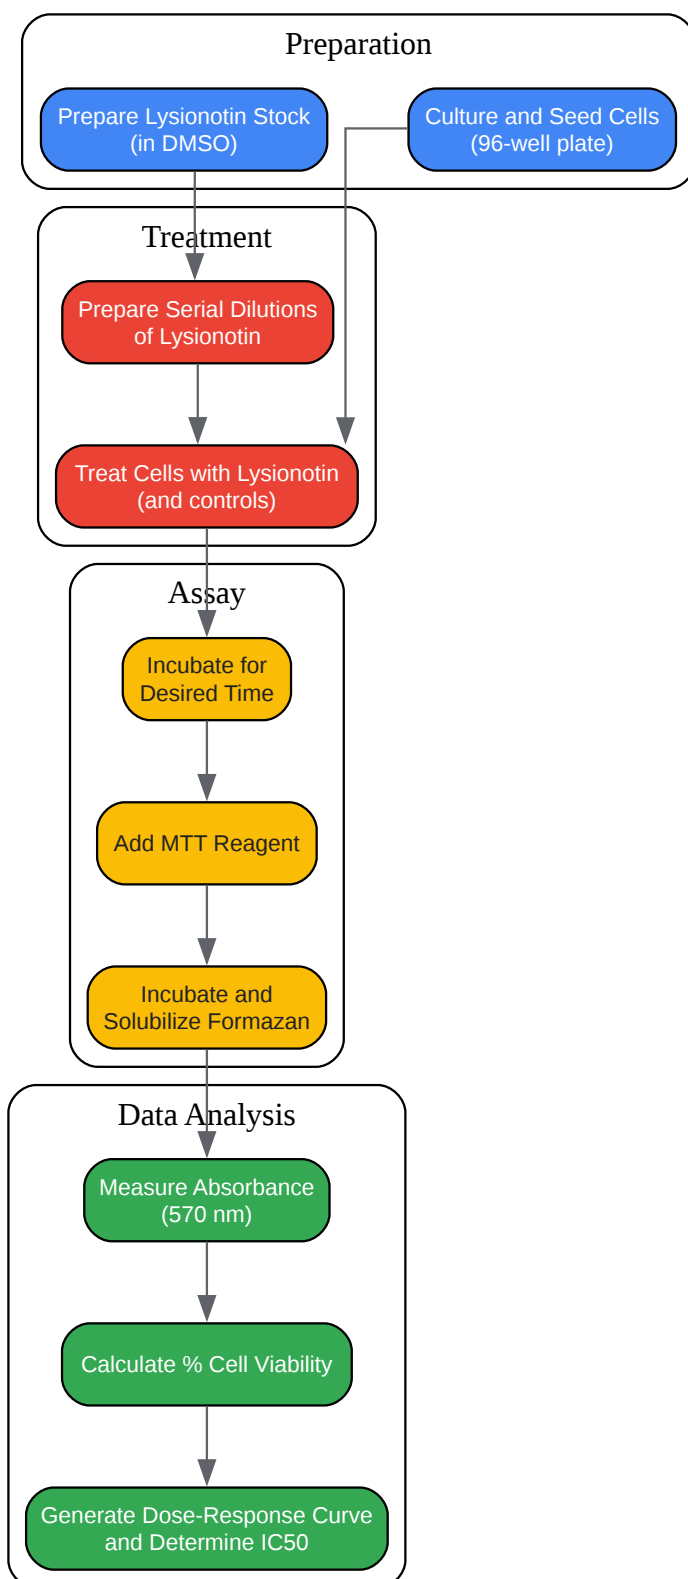 Preparation
Prepare Lysionotin Stock
(in DMSO)
Culture and Seed Cells
(96-well plate)
Treatment
Prepare Serial Dilutions
of Lysionotin
Treat Cells with Lysionotin
(and controls)
Assay
Incubate for
Desired Time
Add MTT Reagent
Incubate and
Solubilize Formazan
Data Analysis
Measure Absorbance
(570 nm)
Calculate % Cell Viability
Generate Dose-Response Curve
and Determine IC50